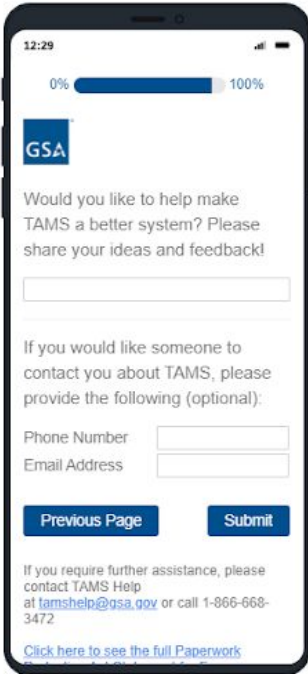 12:29
0% 100%
GSA
Would you like to help make
TAMS a better system? Please
share your ideas and feedback!
If you would like someone to
contact you about TAMS, please
provide the following (optional):
Phone Number
Email Address
Previous Page Submit
If you require further assistance, please
contact TAMS Help
at tamshelp@gsa.gov or call 1-866-668-
3472
Click here to see the full Paperwork